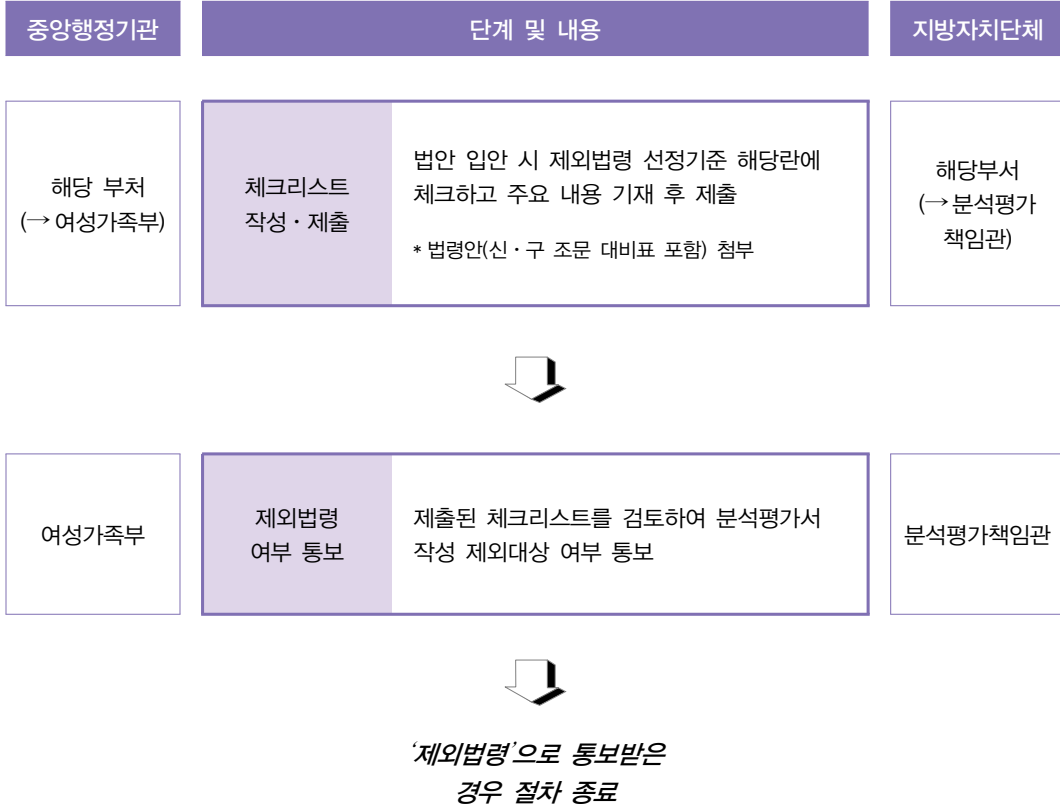 중앙행정기관
단계 및 내용
지방자치단체
해당 부처
(→ 여성가족부)
체크리스트
작성・제출
법안 입안 시 제외법령 선정기준 해당란에
체크하고 주요 내용 기재 후 제출
* 법령안(신・구 조문 대비표 포함) 첨부
해당부서
(→ 분석평가
책임관)
여성가족부
제외법령
여부 통보
제출된 체크리스트를 검토하여 분석평가서
작성 제외대상 여부 통보
분석평가책임관
‘제외법령’으로 통보받은
경우 절차 종료